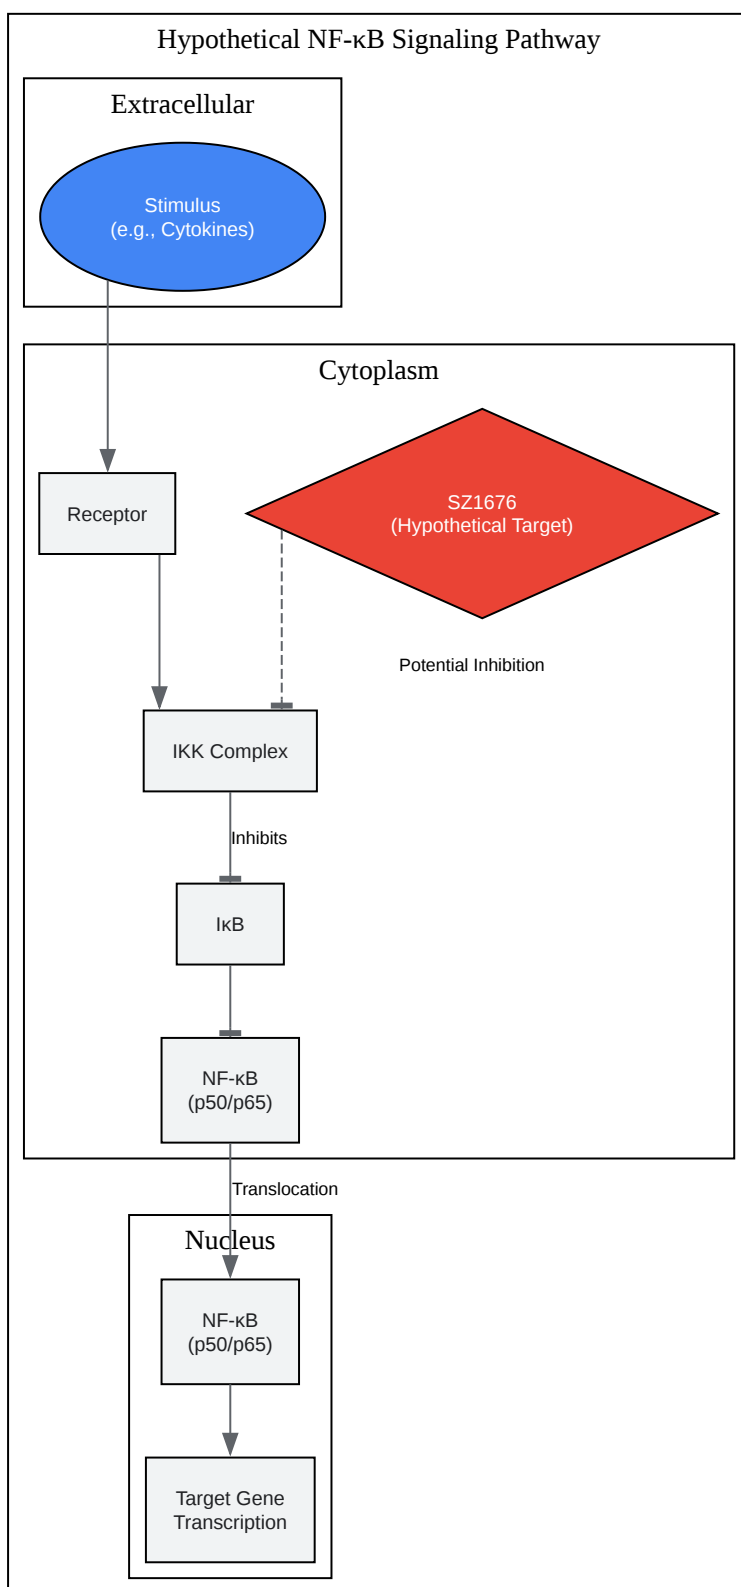 Hypothetical NF-κB Signaling Pathway
Extracellular
Stimulus
(e.g., Cytokines)
Cytoplasm
Receptor
SZ1676
(Hypothetical Target)
Potential Inhibition
IKK Complex
Inhibits
IκB
NF-κB
(p50/p65)
Translocation
Nucleus
NF-κB
(p50/p65)
Target Gene
Transcription